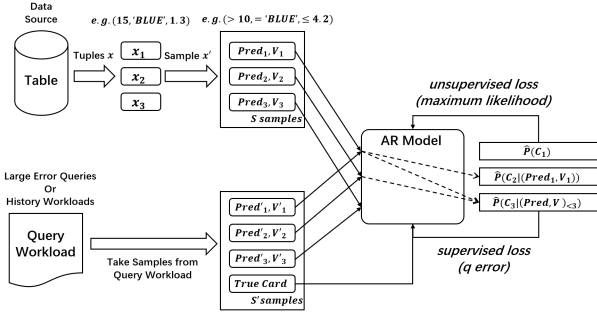 Data
Source
e.g.(15,'BLUE',1.3)
e.g.(> 10,= 'BLUE',≤ 4.2)
Table
Tuples x
x1
x2
x3
Sample x'
Pred1,V1
Pred2,V2
Pred3,V3
S samples
unsupervised loss
(maximum likelihood)
AR Model
P̂(C1)
P̂(C2|(Pred1,V1))
P̂(C3|(Pred,V)<3)
supervised loss
(q error)
Large Error Queries
Or
History Workloads
Query
Workload
Take Samples from
Query Workload
Pred'1,V'1
Pred'2,V'2
Pred'3,V'3
True Card
S'samples